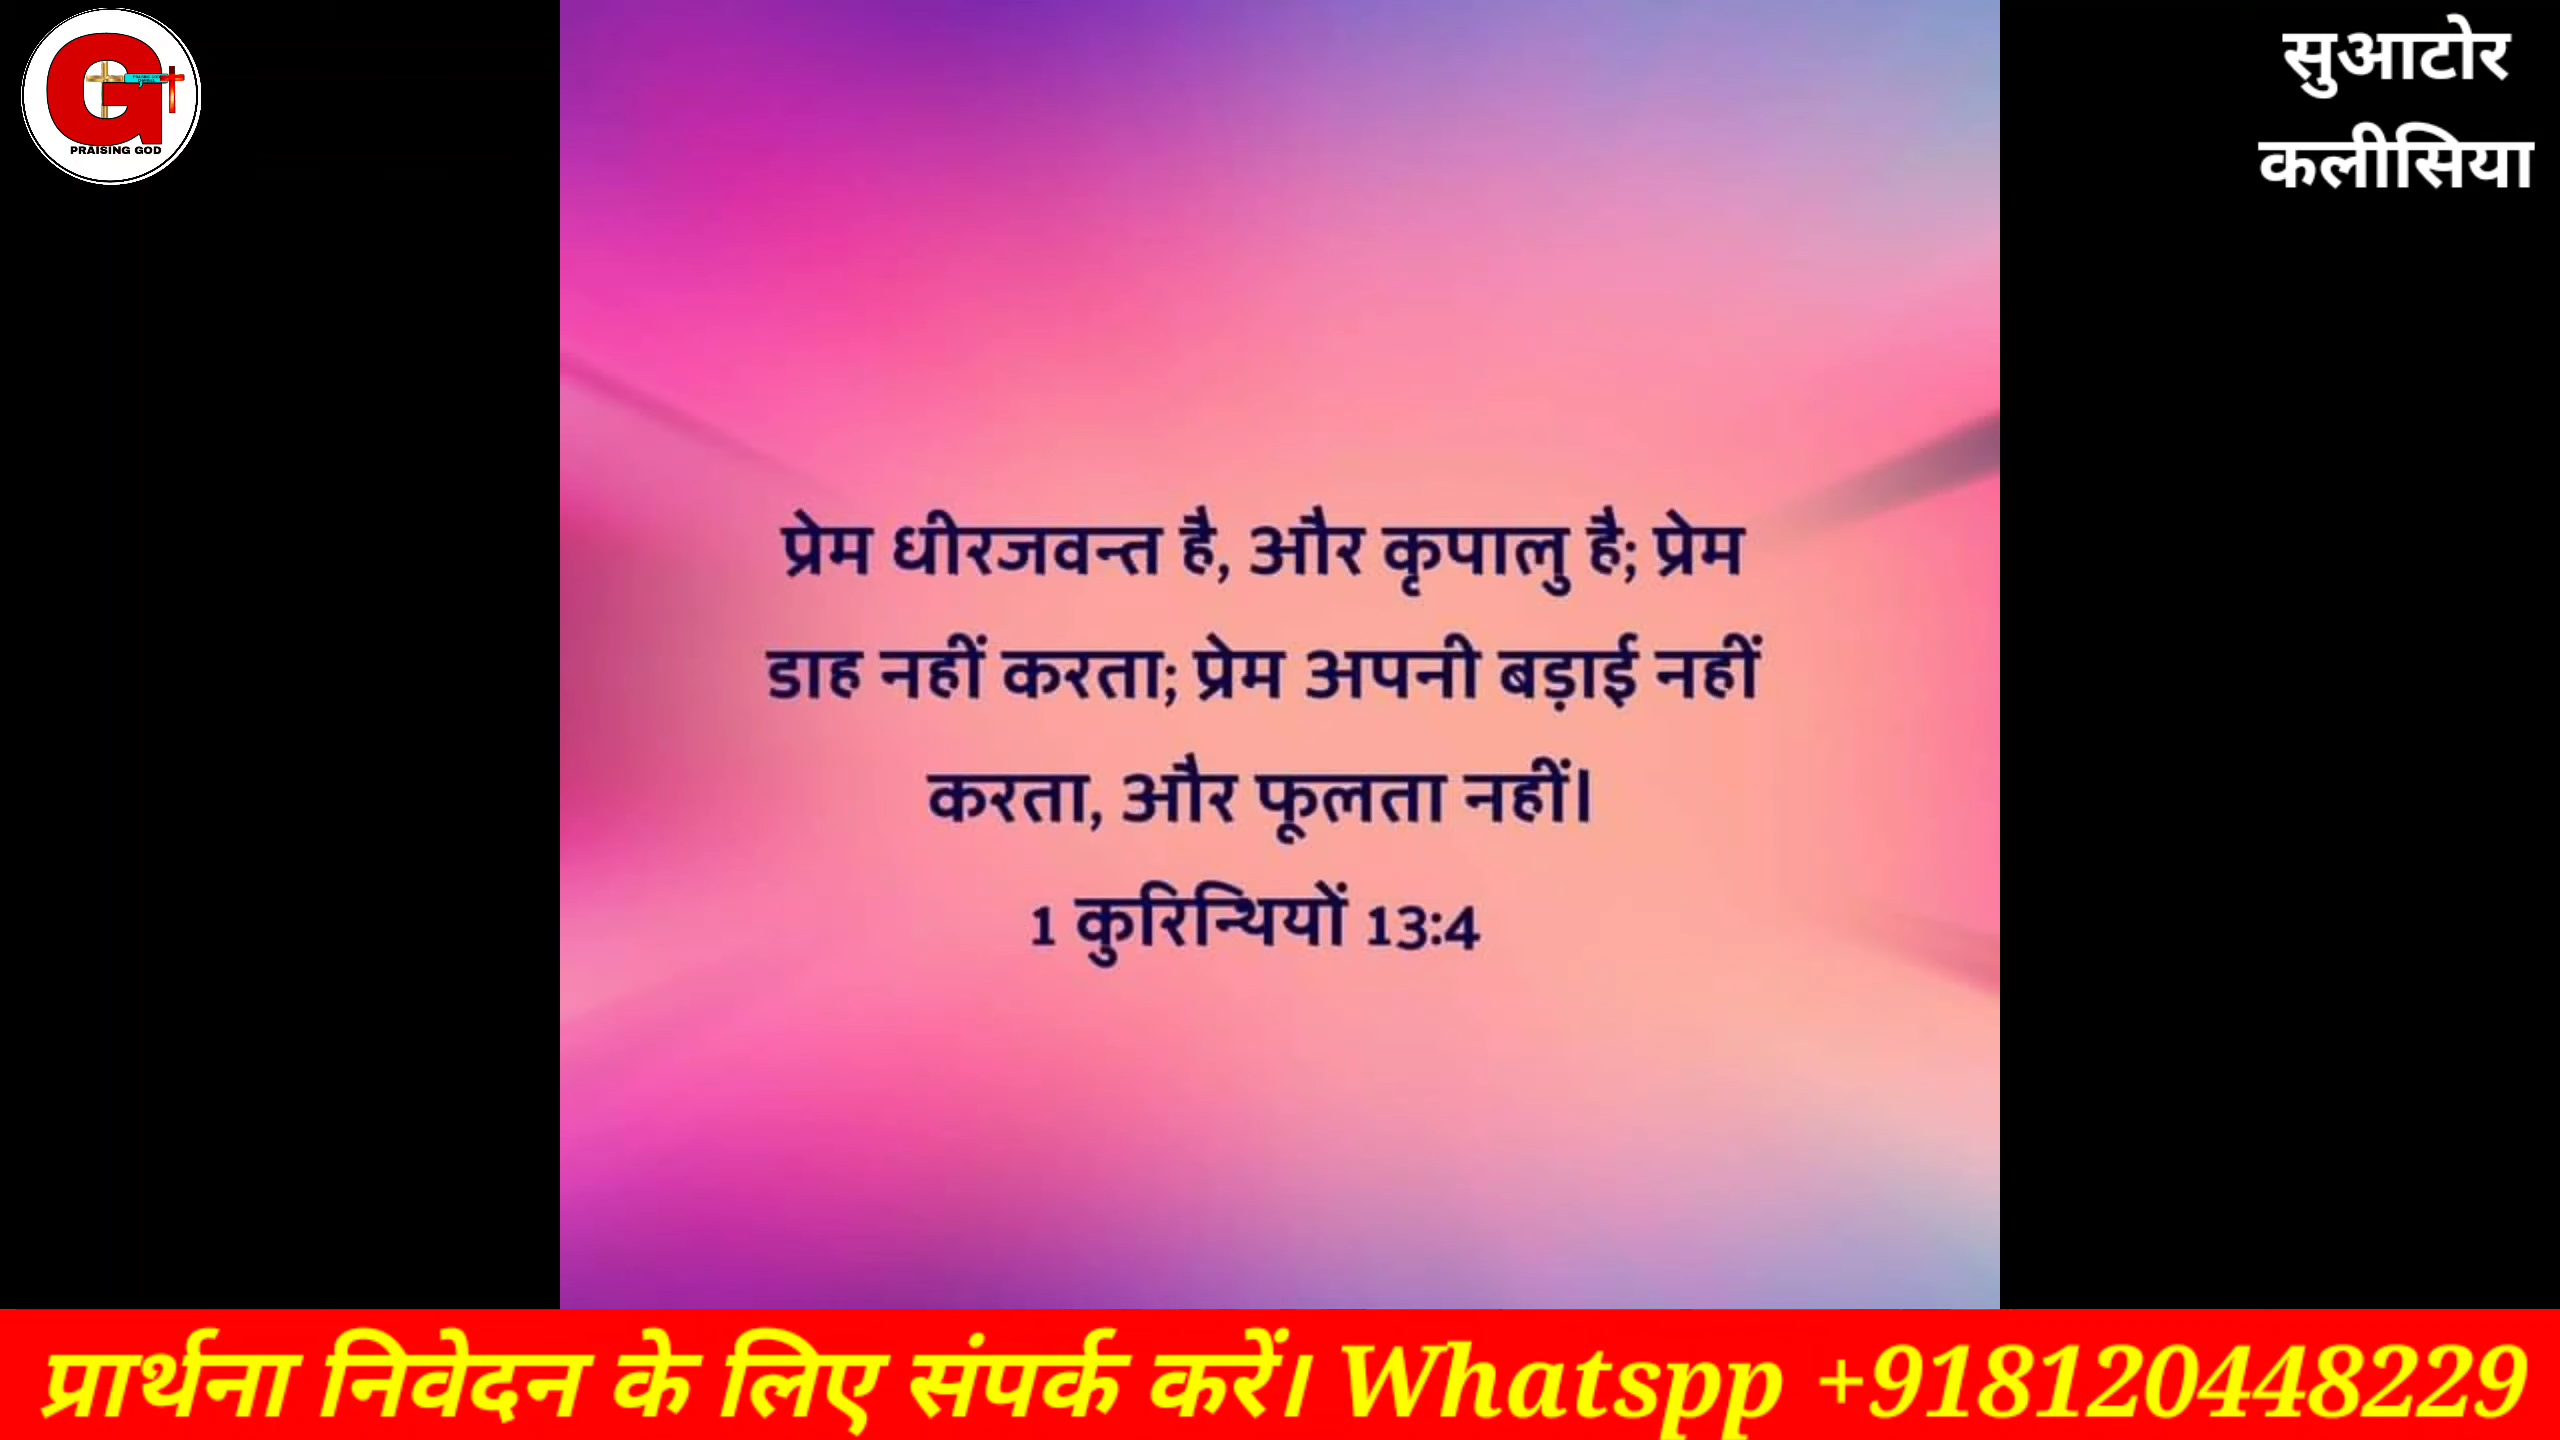 PRAISING GOD
सुआटोर
कलीसिया
प्रेम धीरजवन्त है, और कृपालु है; प्रेम
डाह नहीं करता; प्रेम अपनी बड़ाई नहीं
करता, और फूलता नहीं।
1 कुरिन्थियों 13:4
प्रार्थना निवेदन के लिए संपर्क करें। Whatspp +918120448229